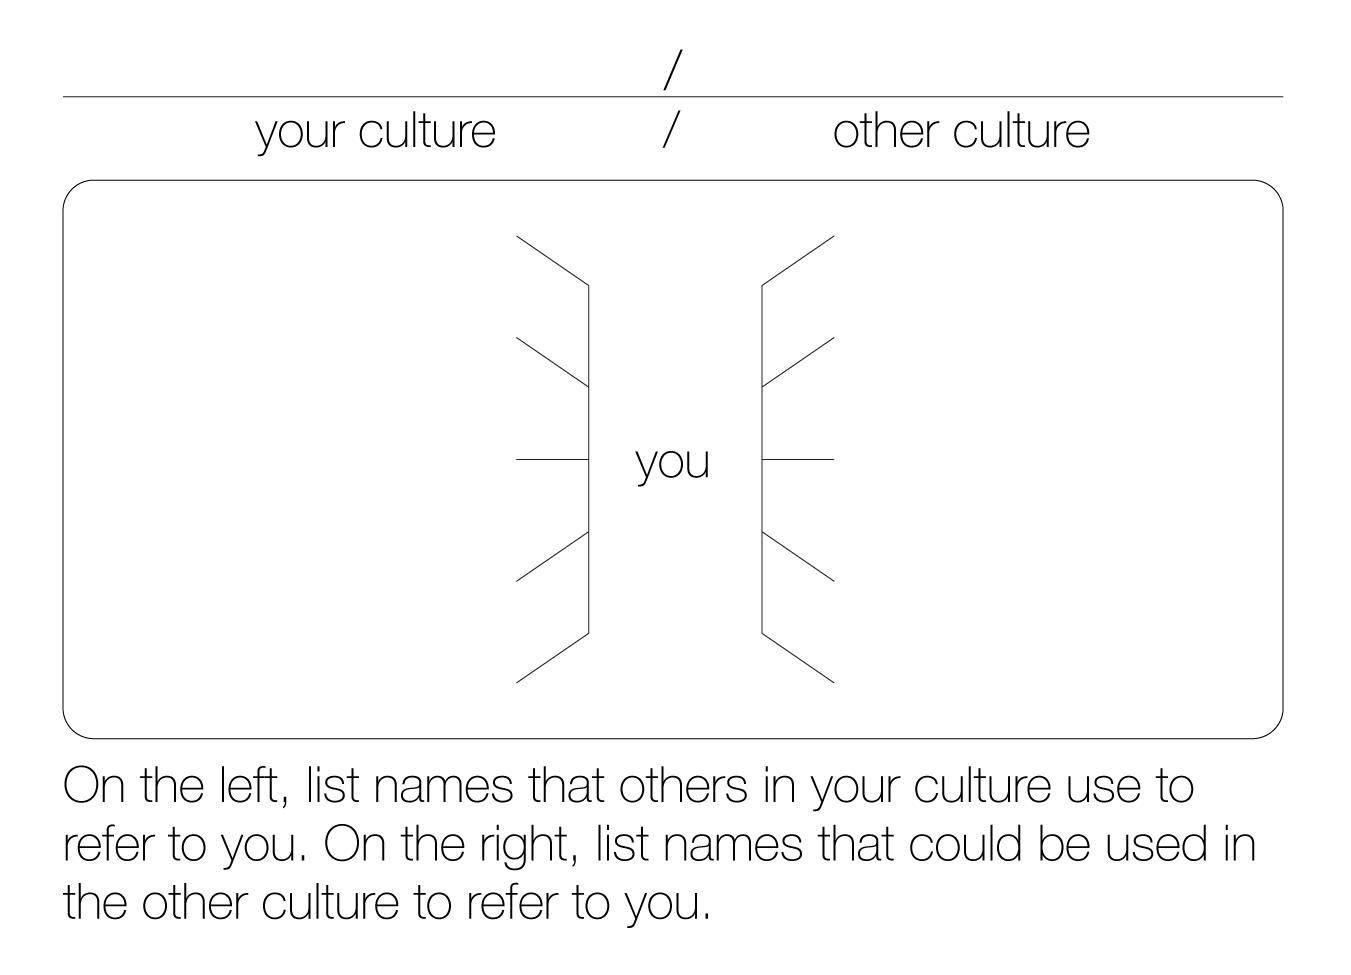 /
your culture / other culture
you
On the left, list names that others in your culture use to
refer to you. On the right, list names that could be used in
the other culture to refer to you.